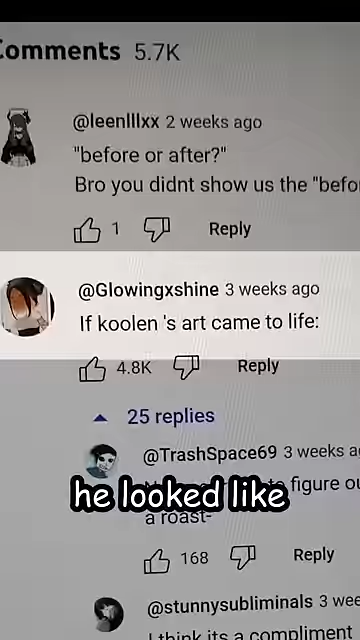 Comments 5.7K
@leenlllxx 2 weeks ago
"before or after?"
Bro you didnt show us the "befo
1 Reply
@Glowingxshine 3 weeks ago
If koolen 's art came to life:
4.8K Reply
25 replies
@TrashSpace69 3 weeks a
to figure ou
he looked like
a roast-
168 Reply
@stunnysubliminals 3 wee
I think its a compliment